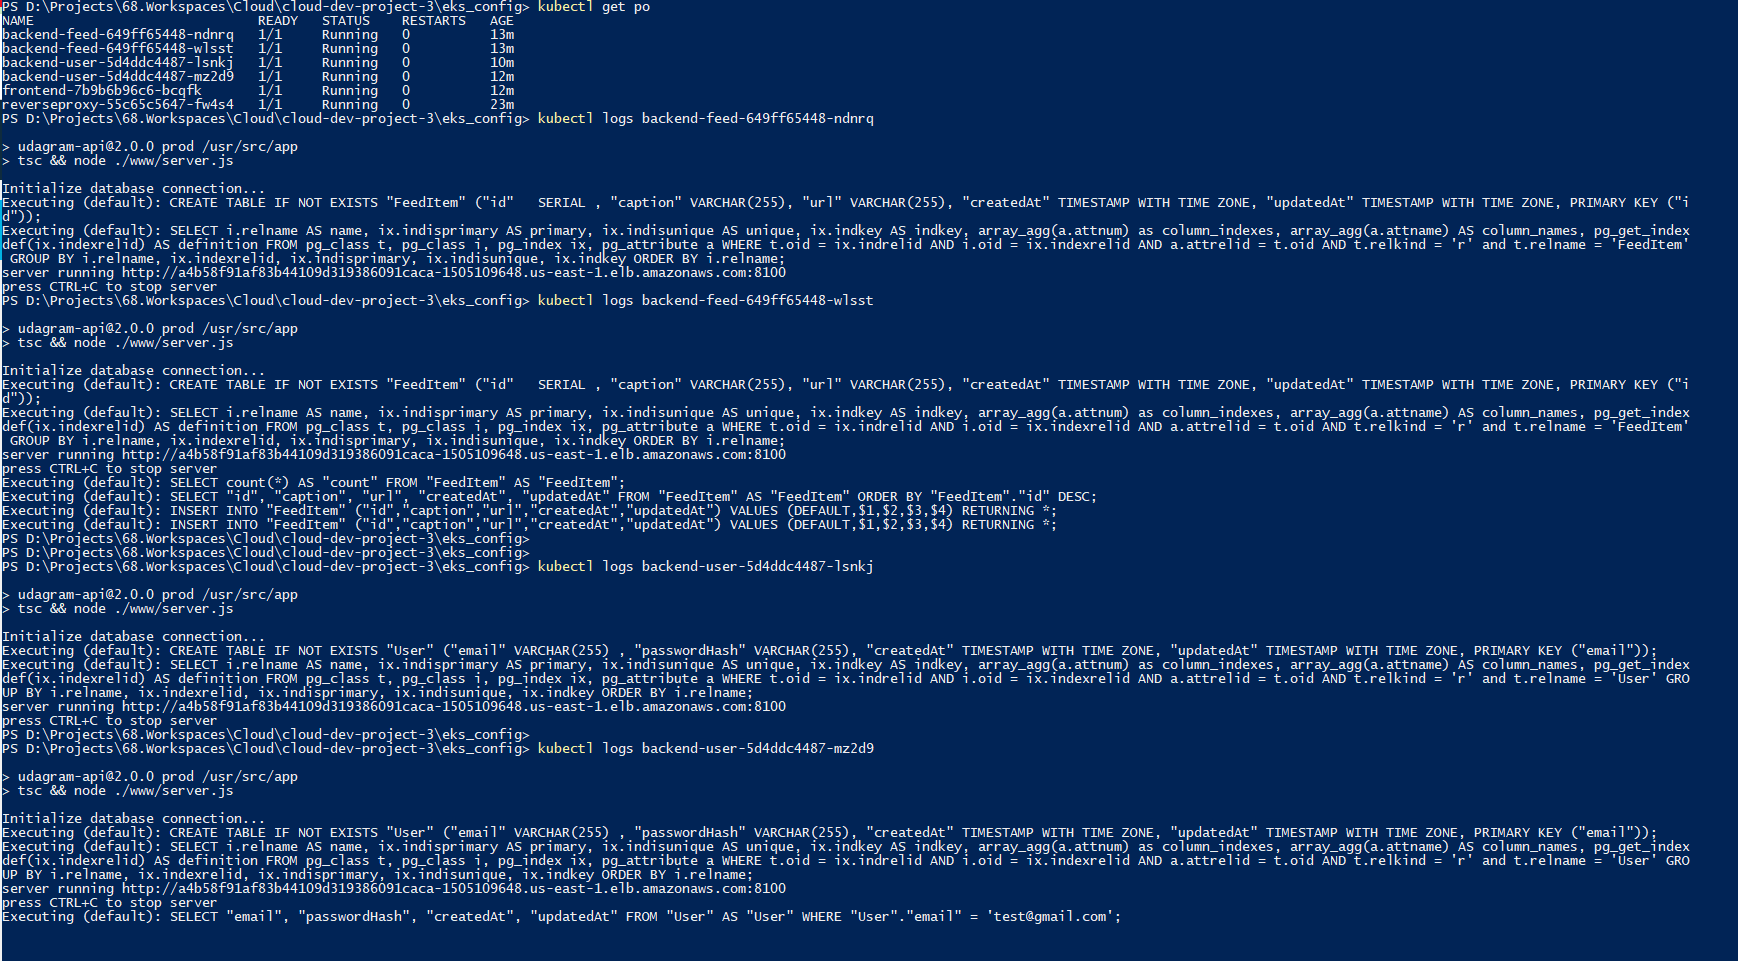 PS D:\Projects\68.Workspaces\Cloud\cloud-dev-project-3\eks_config> kubectl get po
NAME                            READY   STATUS    RESTARTS   AGE
backend-feed-649ff65448-ndnrq   1/1     Running   0          13m
backend-feed-649ff65448-wlsst   1/1     Running   0          13m
backend-user-5d4ddc4487-lsnkj   1/1     Running   0          10m
backend-user-5d4ddc4487-mz2d9   1/1     Running   0          12m
frontend-7b9b6b96c6-bcqfk       1/1     Running   0          12m
reverseproxy-55c65c5647-fw4s4   1/1     Running   0          23m
PS D:\Projects\68.Workspaces\Cloud\cloud-dev-project-3\eks_config> kubectl logs backend-feed-649ff65448-ndnrq
> udagram-api@2.0.0 prod /usr/src/app
> tsc && node ./www/server.js
Initialize database connection...
Executing (default): CREATE TABLE IF NOT EXISTS "FeedItem" ("id"   SERIAL , "caption" VARCHAR(255), "url" VARCHAR(255), "createdAt" TIMESTAMP WITH TIME ZONE, "updatedAt" TIMESTAMP WITH TIME ZONE, PRIMARY KEY ("i
d"));
Executing (default): SELECT i.relname AS name, ix.indisprimary AS primary, ix.indisunique AS unique, ix.indkey AS indkey, array_agg(a.attnum) as column_indexes, array_agg(a.attname) AS column_names, pg_get_index
def(ix.indexrelid) AS definition FROM pg_class t, pg_class i, pg_index ix, pg_attribute a WHERE t.oid = ix.indrelid AND i.oid = ix.indexrelid AND a.attrelid = t.oid AND t.relkind = 'r' and t.relname = 'FeedItem'
 GROUP BY i.relname, ix.indexrelid, ix.indisprimary, ix.indisunique, ix.indkey ORDER BY i.relname;
server running http://a4b58f91af83b44109d319386091caca-1505109648.us-east-1.elb.amazonaws.com:8100
press CTRL+C to stop server
PS D:\Projects\68.Workspaces\Cloud\cloud-dev-project-3\eks_config> kubectl logs backend-feed-649ff65448-wlsst
> udagram-api@2.0.0 prod /usr/src/app
> tsc && node ./www/server.js
Initialize database connection...
Executing (default): CREATE TABLE IF NOT EXISTS "FeedItem" ("id"   SERIAL , "caption" VARCHAR(255), "url" VARCHAR(255), "createdAt" TIMESTAMP WITH TIME ZONE, "updatedAt" TIMESTAMP WITH TIME ZONE, PRIMARY KEY ("i
d"));
Executing (default): SELECT i.relname AS name, ix.indisprimary AS primary, ix.indisunique AS unique, ix.indkey AS indkey, array_agg(a.attnum) as column_indexes, array_agg(a.attname) AS column_names, pg_get_index
def(ix.indexrelid) AS definition FROM pg_class t, pg_class i, pg_index ix, pg_attribute a WHERE t.oid = ix.indrelid AND i.oid = ix.indexrelid AND a.attrelid = t.oid AND t.relkind = 'r' and t.relname = 'FeedItem'
 GROUP BY i.relname, ix.indexrelid, ix.indisprimary, ix.indisunique, ix.indkey ORDER BY i.relname;
server running http://a4b58f91af83b44109d319386091caca-1505109648.us-east-1.elb.amazonaws.com:8100
press CTRL+C to stop server
Executing (default): SELECT count(*) AS "count" FROM "FeedItem" AS "FeedItem";
Executing (default): SELECT "id", "caption", "url", "createdAt", "updatedAt" FROM "FeedItem" AS "FeedItem" ORDER BY "FeedItem"."id" DESC;
Executing (default): INSERT INTO "FeedItem" ("id","caption","url","createdAt","updatedAt") VALUES (DEFAULT,$1,$2,$3,$4) RETURNING *;
Executing (default): INSERT INTO "FeedItem" ("id","caption","url","createdAt","updatedAt") VALUES (DEFAULT,$1,$2,$3,$4) RETURNING *;
PS D:\Projects\68.Workspaces\Cloud\cloud-dev-project-3\eks_config>
PS D:\Projects\68.Workspaces\Cloud\cloud-dev-project-3\eks_config>
PS D:\Projects\68.Workspaces\Cloud\cloud-dev-project-3\eks_config> kubectl logs backend-user-5d4ddc4487-lsnkj
> udagram-api@2.0.0 prod /usr/src/app
> tsc && node ./www/server.js
Initialize database connection...
Executing (default): CREATE TABLE IF NOT EXISTS "User" ("email" VARCHAR(255) , "passwordHash" VARCHAR(255), "createdAt" TIMESTAMP WITH TIME ZONE, "updatedAt" TIMESTAMP WITH TIME ZONE, PRIMARY KEY ("email"));
Executing (default): SELECT i.relname AS name, ix.indisprimary AS primary, ix.indisunique AS unique, ix.indkey AS indkey, array_agg(a.attnum) as column_indexes, array_agg(a.attname) AS column_names, pg_get_index
def(ix.indexrelid) AS definition FROM pg_class t, pg_class i, pg_index ix, pg_attribute a WHERE t.oid = ix.indrelid AND i.oid = ix.indexrelid AND a.attrelid = t.oid AND t.relkind = 'r' and t.relname = 'User' GRO
UP BY i.relname, ix.indexrelid, ix.indisprimary, ix.indisunique, ix.indkey ORDER BY i.relname;
server running http://a4b58f91af83b44109d319386091caca-1505109648.us-east-1.elb.amazonaws.com:8100
press CTRL+C to stop server
PS D:\Projects\68.Workspaces\Cloud\cloud-dev-project-3\eks_config>
PS D:\Projects\68.Workspaces\Cloud\cloud-dev-project-3\eks_config> kubectl logs backend-user-5d4ddc4487-mz2d9
> udagram-api@2.0.0 prod /usr/src/app
> tsc && node ./www/server.js
Initialize database connection...
Executing (default): CREATE TABLE IF NOT EXISTS "User" ("email" VARCHAR(255) , "passwordHash" VARCHAR(255), "createdAt" TIMESTAMP WITH TIME ZONE, "updatedAt" TIMESTAMP WITH TIME ZONE, PRIMARY KEY ("email"));
Executing (default): SELECT i.relname AS name, ix.indisprimary AS primary, ix.indisunique AS unique, ix.indkey AS indkey, array_agg(a.attnum) as column_indexes, array_agg(a.attname) AS column_names, pg_get_index
def(ix.indexrelid) AS definition FROM pg_class t, pg_class i, pg_index ix, pg_attribute a WHERE t.oid = ix.indrelid AND i.oid = ix.indexrelid AND a.attrelid = t.oid AND t.relkind = 'r' and t.relname = 'User' GRO
UP BY i.relname, ix.indexrelid, ix.indisprimary, ix.indisunique, ix.indkey ORDER BY i.relname;
server running http://a4b58f91af83b44109d319386091caca-1505109648.us-east-1.elb.amazonaws.com:8100
press CTRL+C to stop server
Executing (default): SELECT "email", "passwordHash", "createdAt", "updatedAt" FROM "User" AS "User" WHERE "User"."email" = 'test@gmail.com';